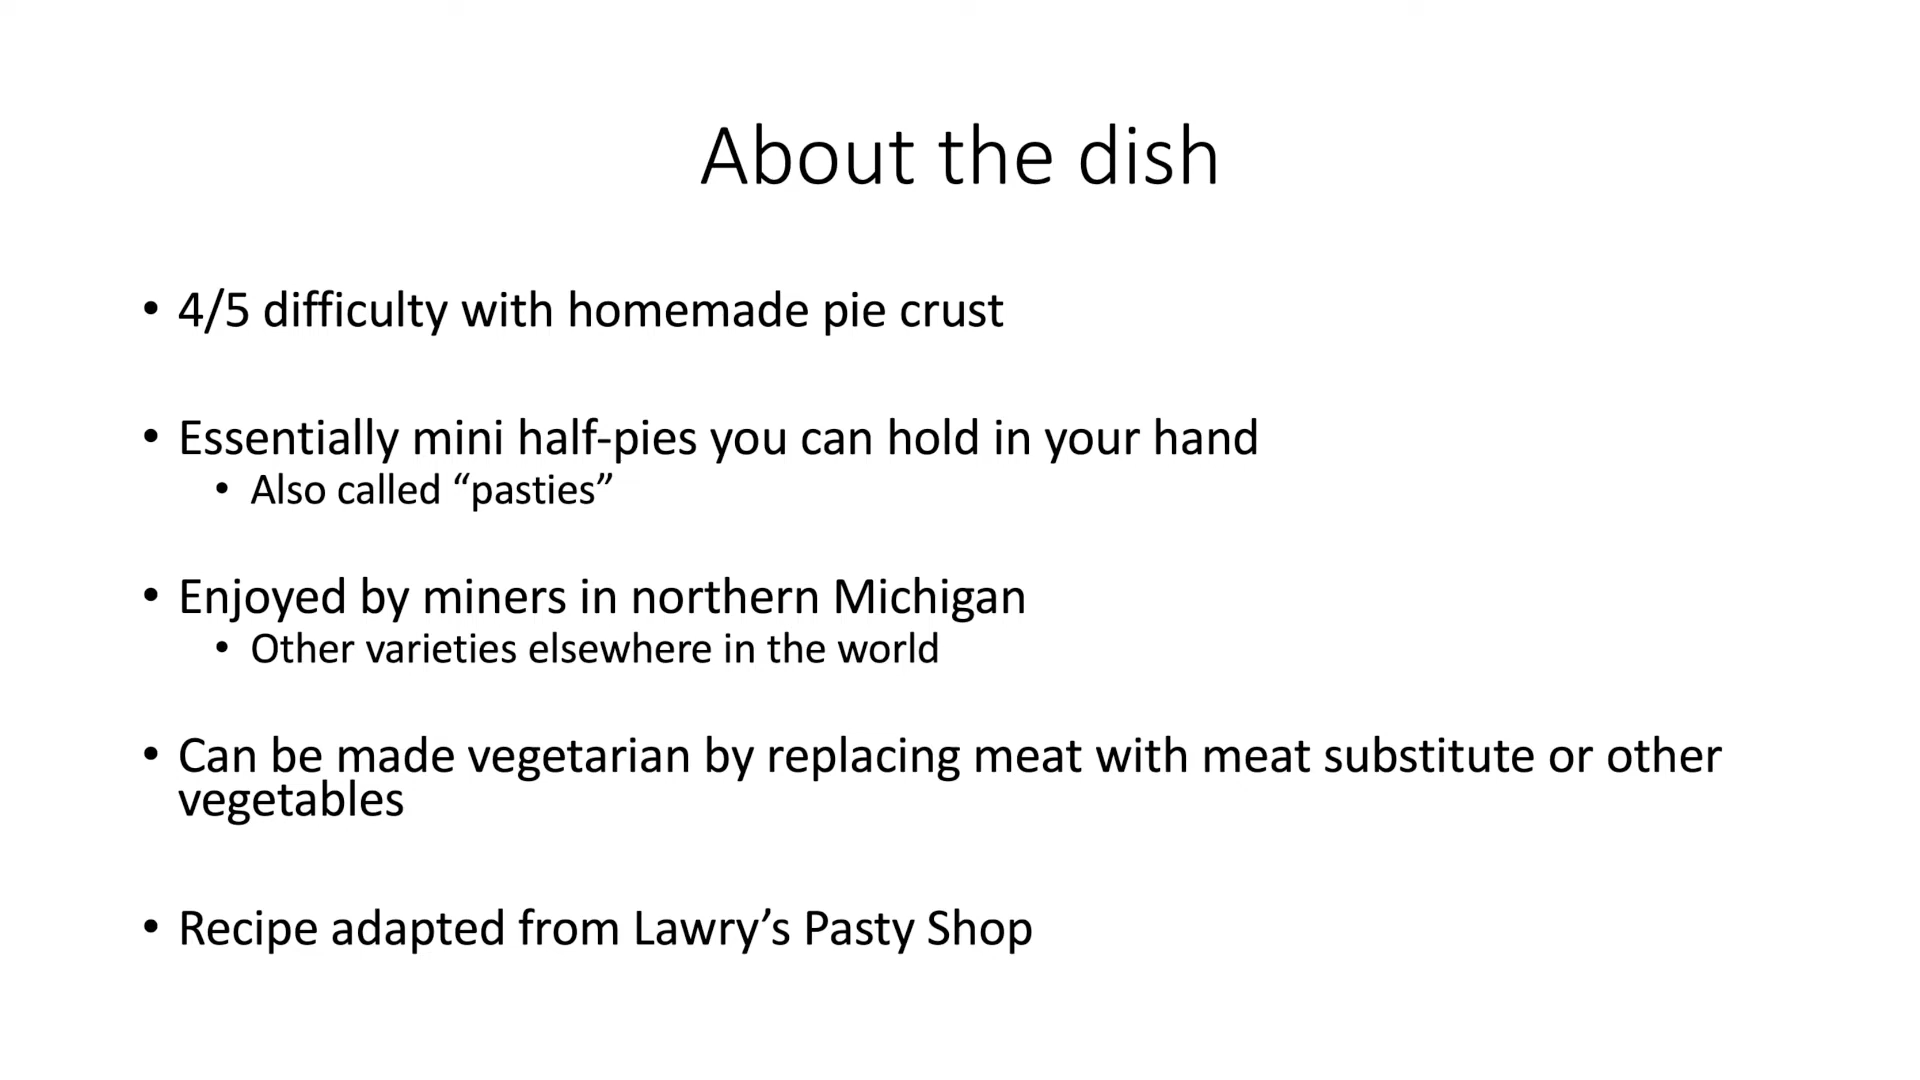 About the dish
• 4/5 difficulty with homemade pie crust
• Essentially mini half-pies you can hold in your hand
• Also called “pasties”
• Enjoyed by miners in northern Michigan
• Other varieties elsewhere in the world
• Can be made vegetarian by replacing meat with meat substitute or other
vegetables
• Recipe adapted from Lawry’s Pasty Shop